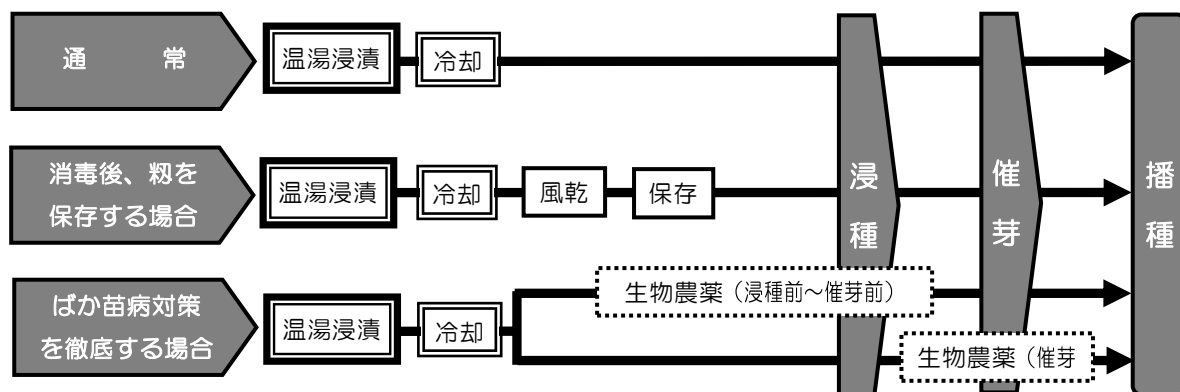 通　　常
温湯浸漬
冷却
消毒後、籾を
保存する場合
温湯浸漬
冷却
風乾
保存
ばか苗病対策
を徹底する場合
温湯浸漬
冷却
生物農薬（浸種前～催芽前）
生物農薬（催芽
浸種
催芽
播種